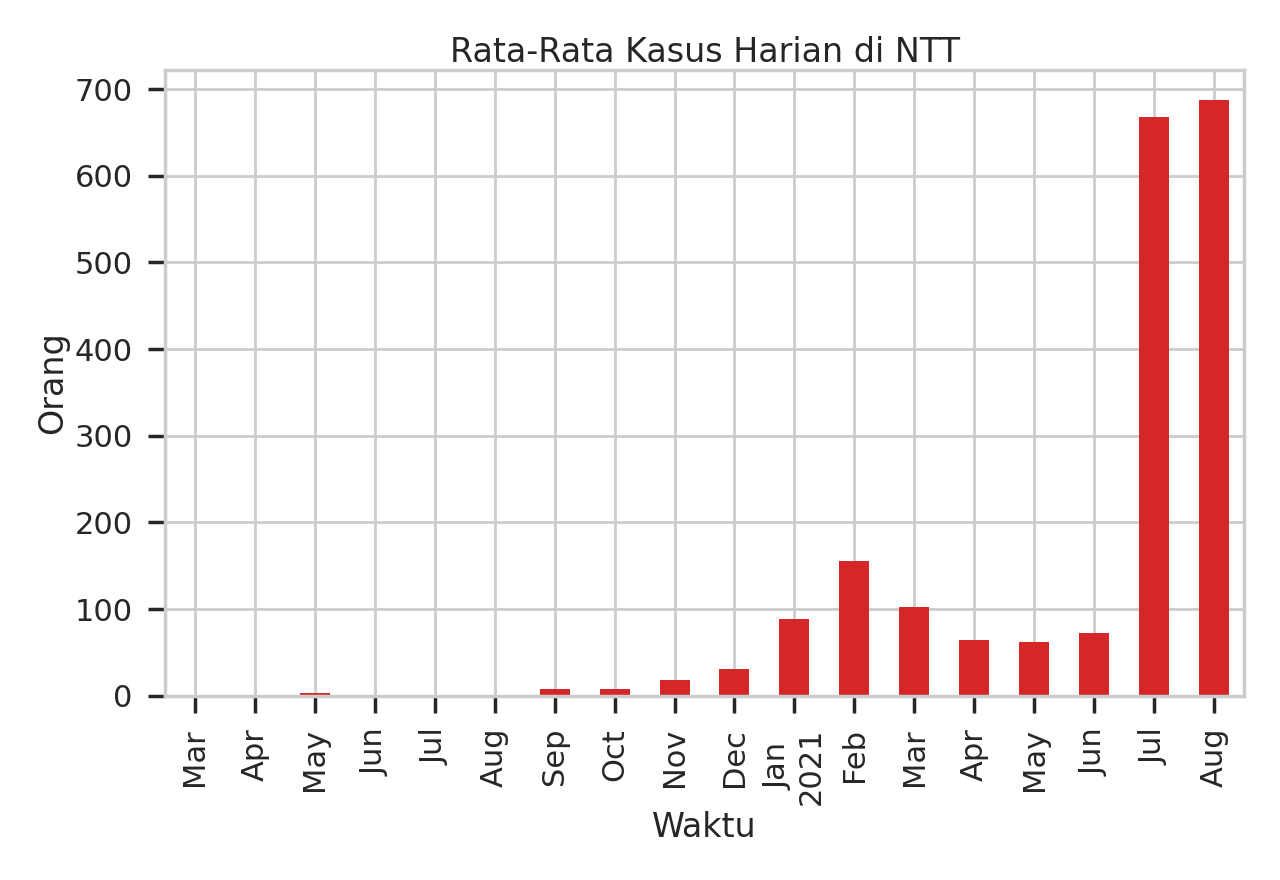 Rata-Rata Kasus Harian di NTT
700
600
500
400
300
200
100
0
Orang
Mar
Apr
May
Jun
Jul
Aug
Sep
Oct
Nov
Dec
Jan
2021
Feb
Mar
Apr
May
Jun
Jul
Aug
Waktu